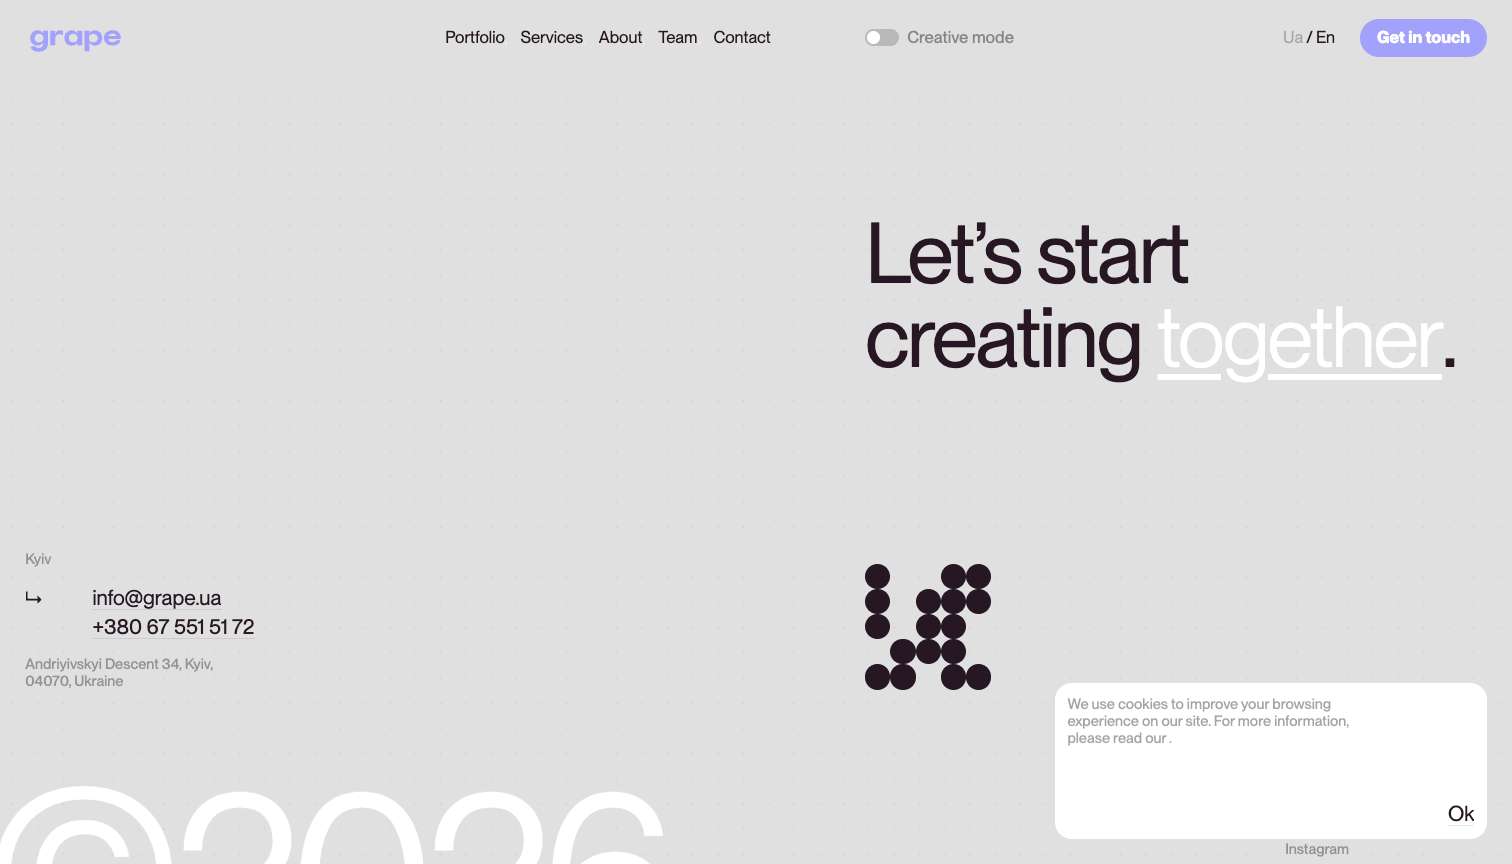 grape
Portfolio Services About Team Contact
Creative mode
Ua / En
Get in touch
Let’s start
creating together.
Kyiv
info@grape.ua
+380 67 551 51 72
Andriyivskyi Descent 34, Kyiv,
04070, Ukraine
We use cookies to improve your browsing
experience on our site. For more information,
please read our .
Ok
©2026
Instagram